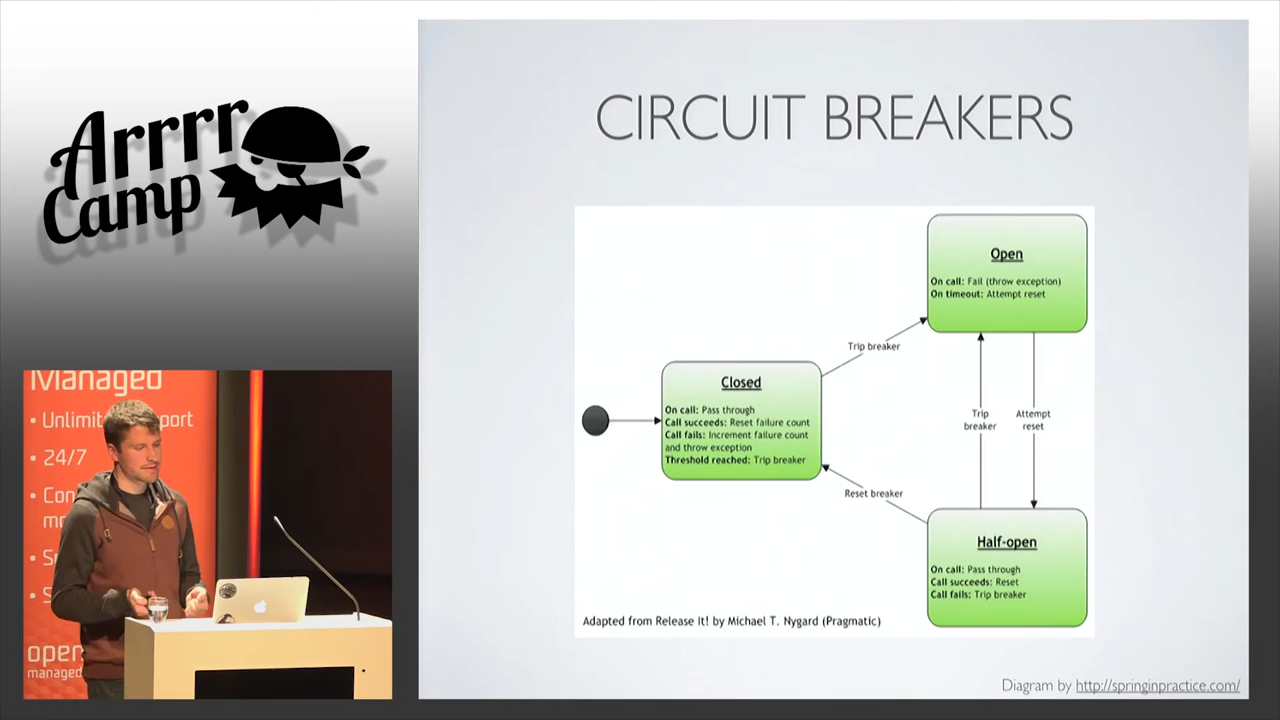 Arrrr
Camp
Managed
• Unlimit port
• 24/7
open
managed
CIRCUIT BREAKERS
Open
On call: Fail (throw exception)
On timeout: Attempt reset
Trip breaker
Closed
On call: Pass through
Call succeeds: Reset failure count
Call fails: Increment failure count
and throw exception
Threshold reached: Trip breaker
Trip
breaker
Attempt
reset
Reset breaker
Half-open
On call: Pass through
Call succeeds: Reset
Call fails: Trip breaker
Adapted from Release It! by Michael T. Nygard (Pragmatic)
Diagram by http://springinpractice.com/